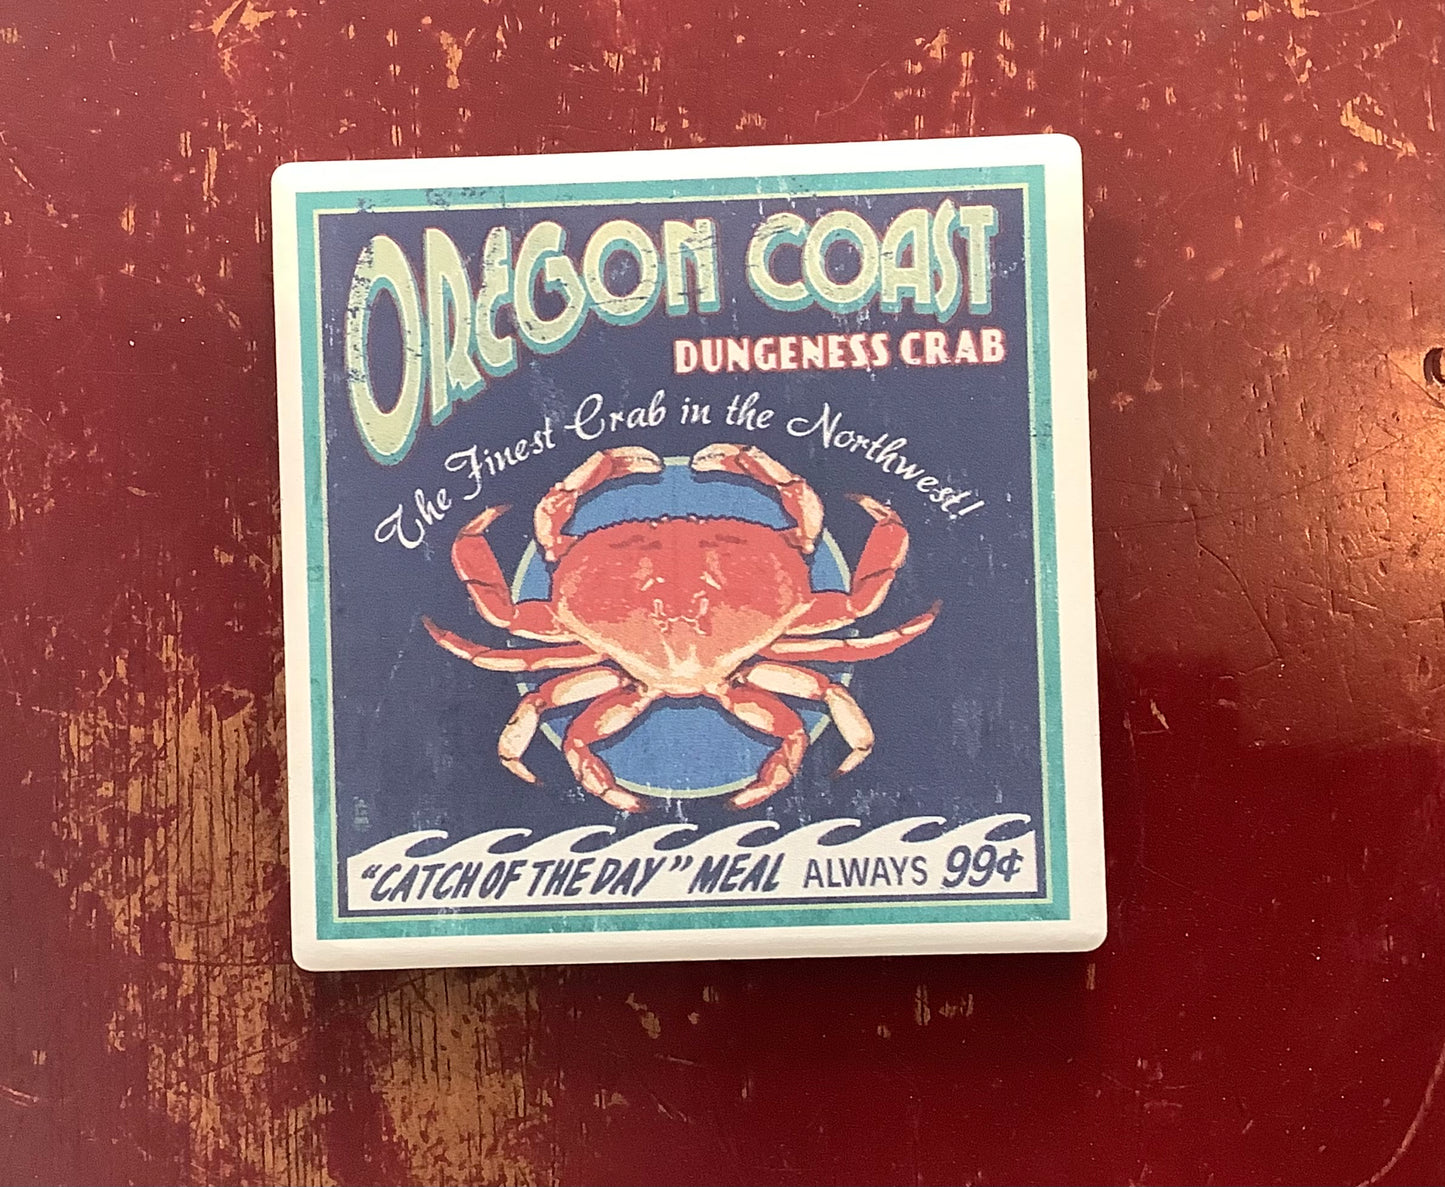 OREGON COAST
DUNGENESS CRAB
The Finest Crab in the Northwest!
"CATCH OF THE DAY" MEAL ALWAYS 99¢